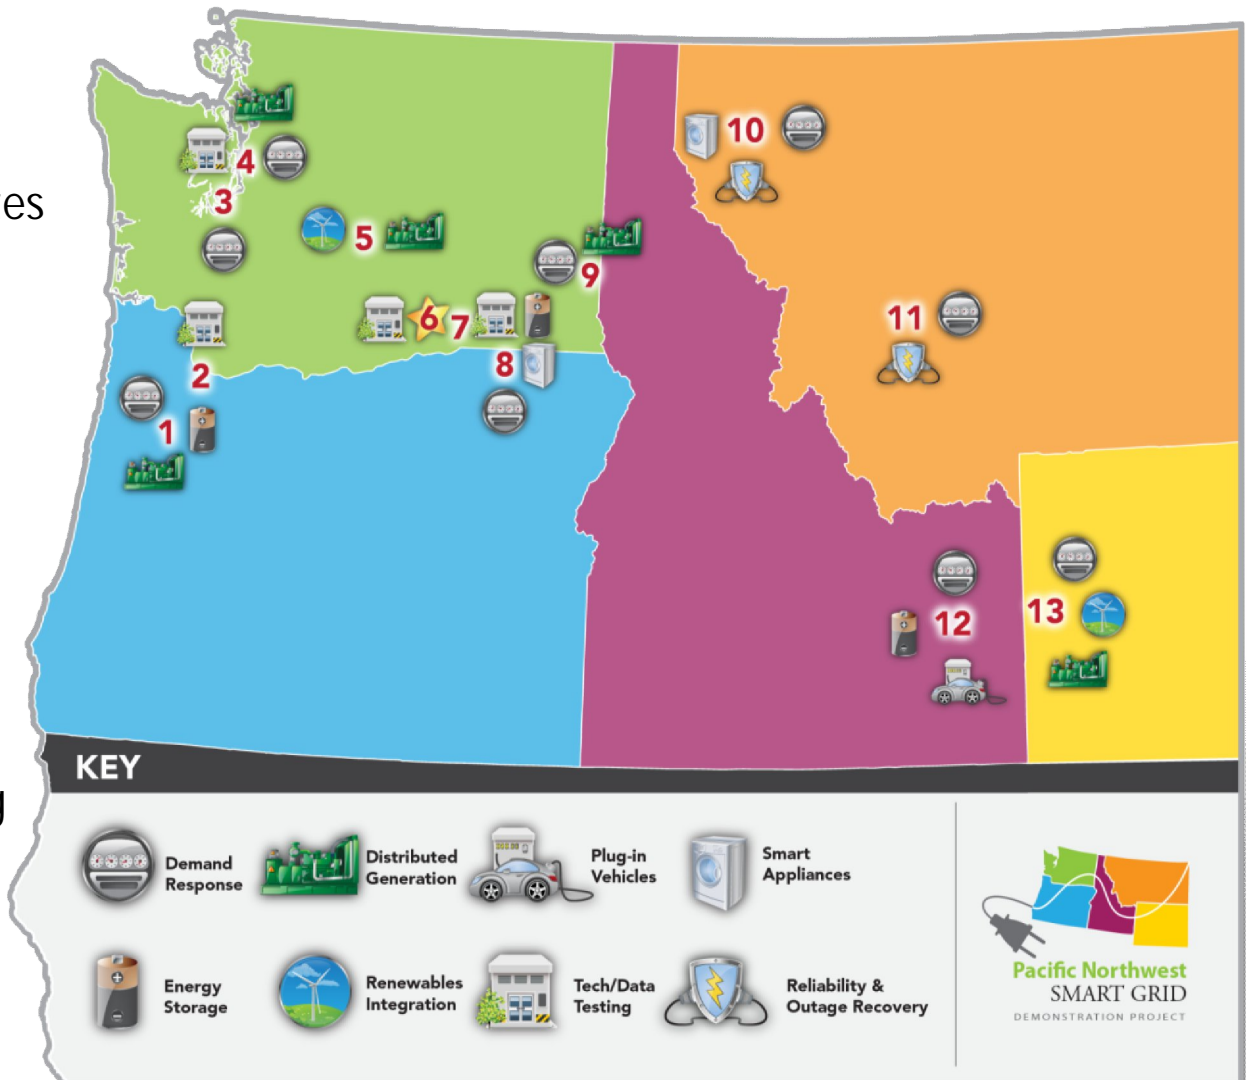 es
10
4
3
5
9
11
6
7
8
2
1
12
13
KEY
g
Demand
Response
Distributed
Generation
Plug-in
Vehicles
Smart
Appliances
Energy
Storage
Renewables
Integration
Tech/Data
Testing
Reliability &
Outage Recovery
Pacific Northwest
SMART GRID
DEMONSTRATION PROJECT